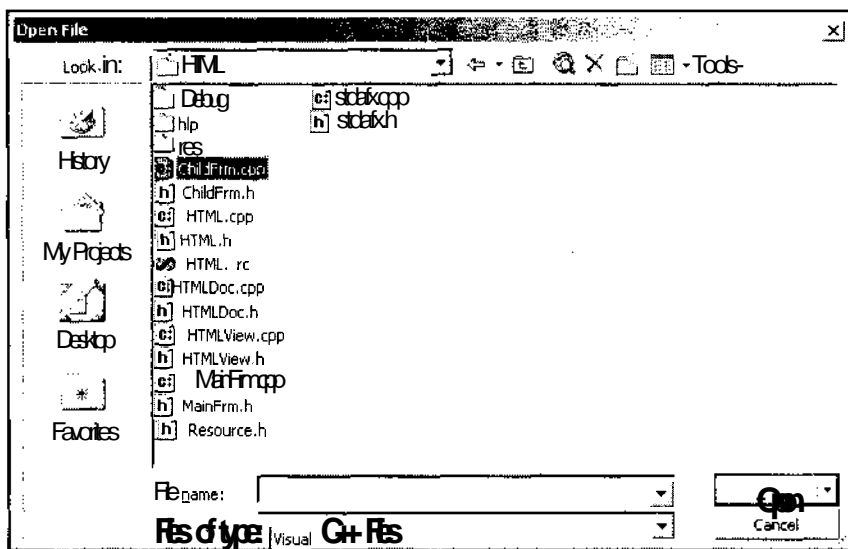 Open File
Look in: HTML Tools
Debug
hlp
res
ChildFrm.cpp
ChildFrm.h
HTML.cpp
HTML.h
HTML. rc
HTMLDoc.cpp
HTMLDoc.h
HTMLView.cpp
HTMLView.h
MainFrm.cpp
MainFrm.h
Resource.h
stdafx.cpp
stdafx.h
History
My Projects
Desktop
Favorites
File name:
Open
Files of type: Visual C++ Files
Cancel